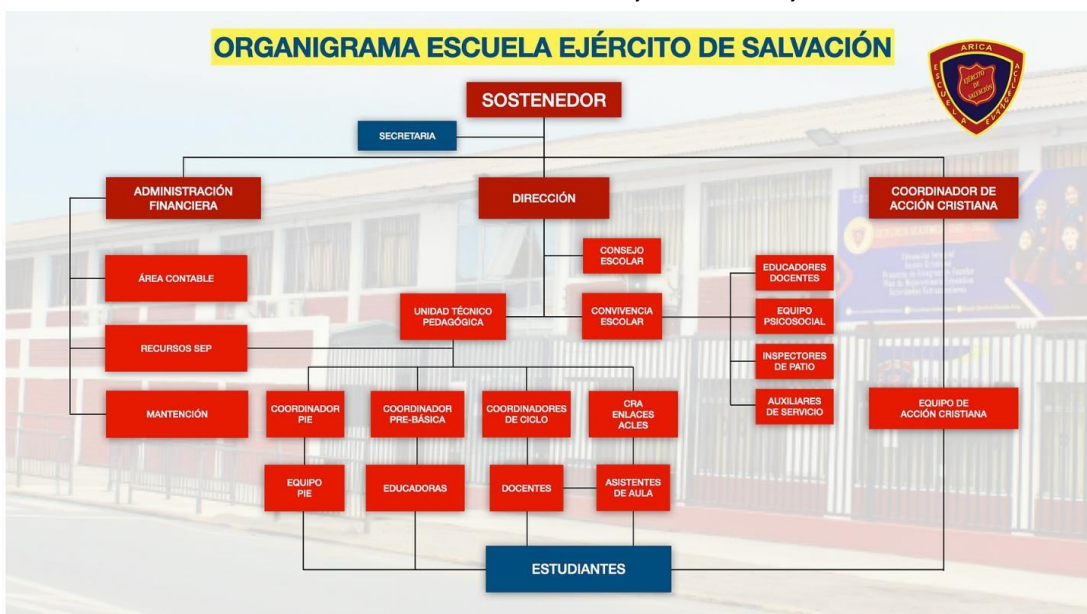 ORGANIGRAMA ESCUELA EJÉRCITO DE SALVACIÓN
ARICA
ESCUELA
EJÉRCITO
DE
SALVACIÓN
SOSTENEDOR
SECRETARIA
ADMINISTRACIÓN
FINANCIERA
DIRECCIÓN
COORDINADOR DE
ACCIÓN CRISTIANA
CONSEJO
ESCOLAR
ÁREA CONTABLE
EDUCADORES
DOCENTES
UNIDAD TÉCNICO
PEDAGÓGICA
CONVIVENCIA
ESCOLAR
EQUIPO
PSICOSOCIAL
RECURSOS SEP
INSPECTORES
DE PATIO
MANTENCIÓN
COORDINADOR
PIE
COORDINADOR
PRE-BÁSICA
COORDINADORES
DE CICLO
CRA
ENLACES
ACLES
AUXILIARES
DE SERVICIO
EQUIPO DE
ACCIÓN CRISTIANA
EQUIPO
PIE
EDUCADORAS
DOCENTES
ASISTENTES
DE AULA
ESTUDIANTES